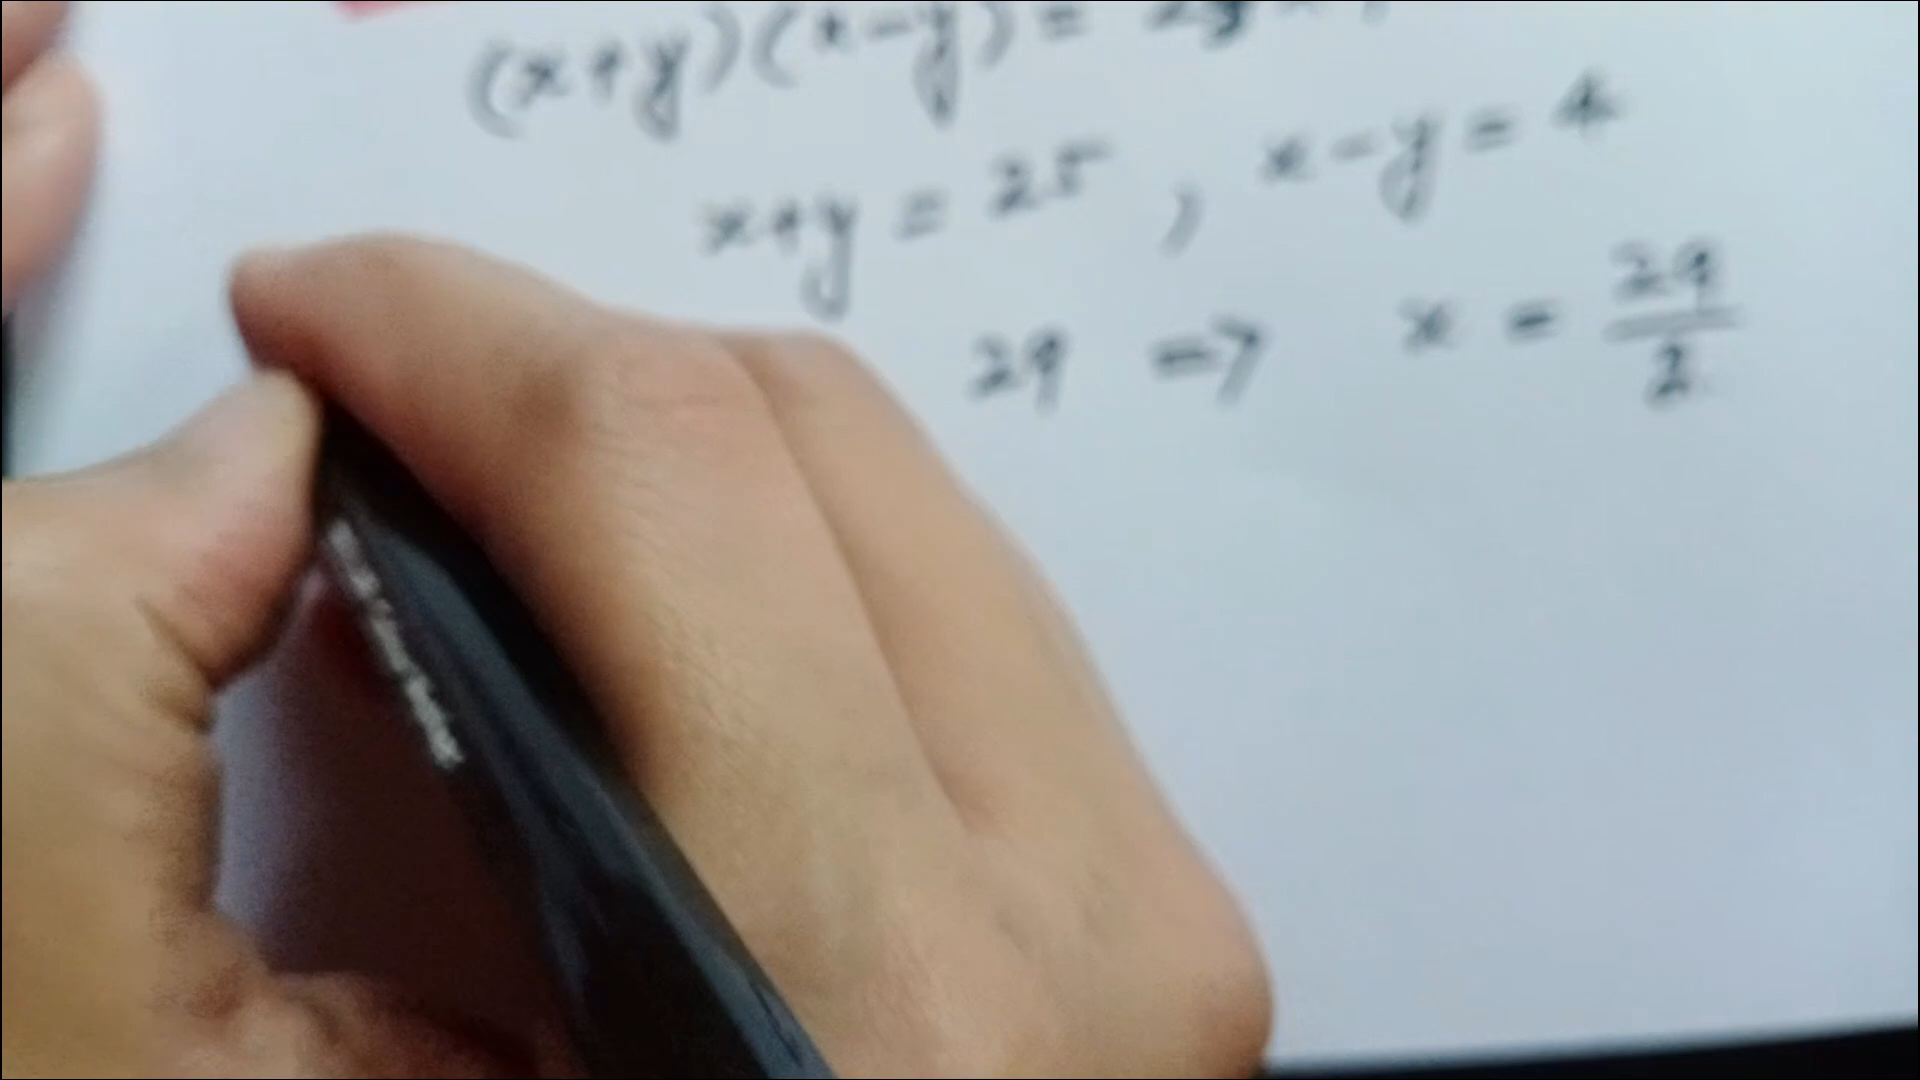 (x+y)(x-y)=
x+y = 25 , x-y = 4
29 => x = 29/2